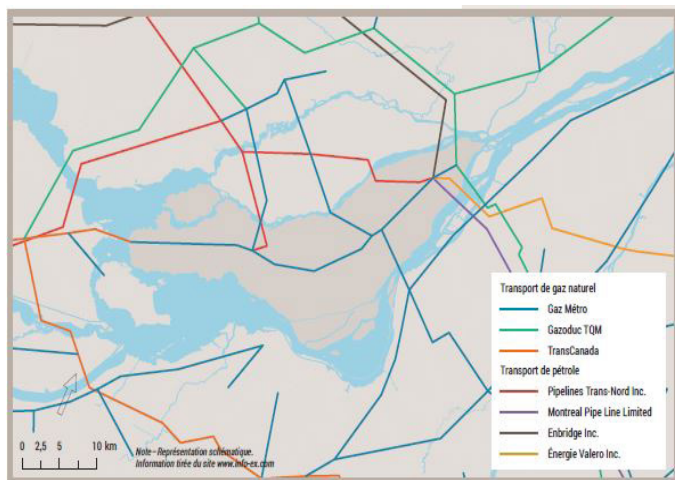 Transport de gaz naturel
Gaz Métro
Gazoduc TQM
TransCanada
Transport de pétrole
Pipelines Trans-Nord Inc.
Montreal Pipe Line Limited
Enbridge Inc.
Énergie Valero Inc.
0 2,5 5 10 km
Note - Représentation schématique.
Information tirée du site www.info-ex.com